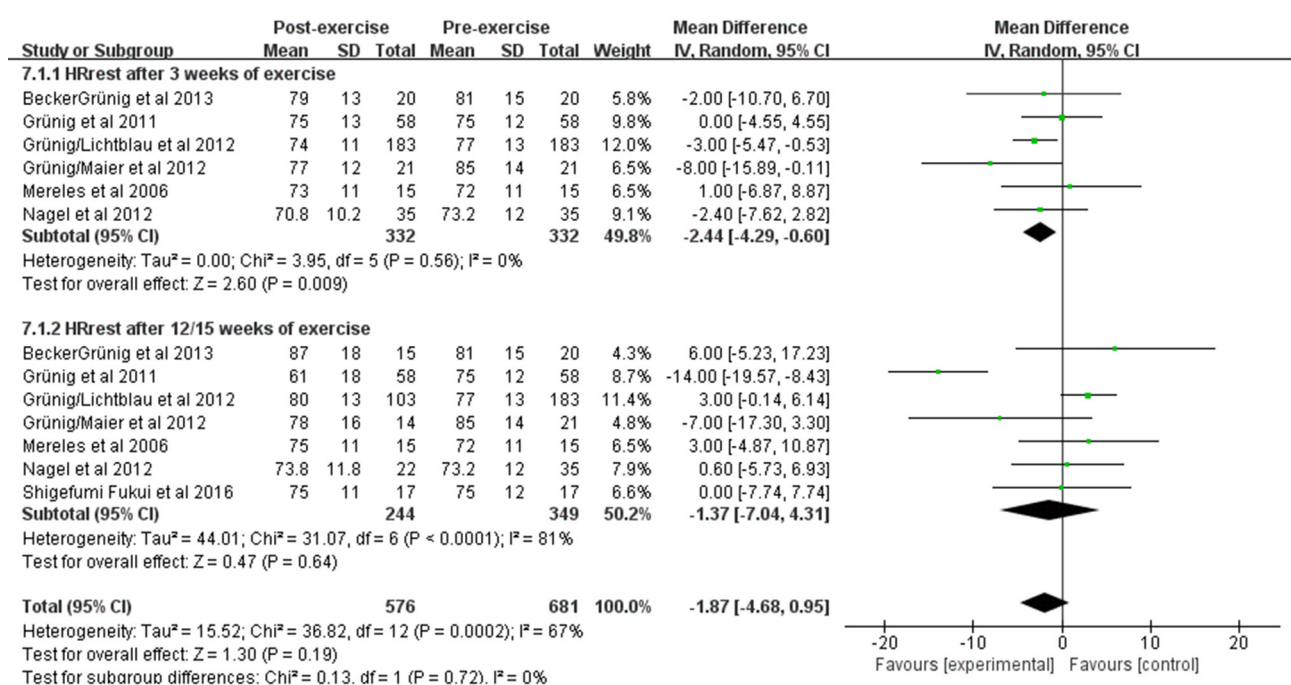 Post-exercise Pre-exercise Mean Difference Mean Difference
Study or Subgroup Mean SD Total Mean SD Total Weight IV, Random, 95% CI IV, Random, 95% CI
7.1.1 HRrest after 3 weeks of exercise
BeckerGrünig et al 2013 79 13 20 81 15 20 5.8% -2.00 [-10.70, 6.70]
Grünig et al 2011 75 13 58 75 12 58 9.8% 0.00 [-4.55, 4.55]
Grünig/Lichtblau et al 2012 74 11 183 77 13 183 12.0% -3.00 [-5.47, -0.53]
Grünig/Maier et al 2012 77 12 21 85 14 21 5.5% -8.00 [-15.89, -0.11]
Mereles et al 2006 73 11 15 72 11 15 6.5% 1.00 [-6.87, 8.87]
Nagel et al 2012 70.8 10.2 35 73.2 12 35 9.1% -2.40 [-7.62, 2.82]
Subtotal (95% CI) 332 332 49.8% -2.44 [-4.29, -0.60]
Heterogeneity: Tau² = 0.00; Chi² = 3.95, df = 5 (P = 0.56); I² = 0%
Test for overall effect: Z = 2.60 (P = 0.009)
7.1.2 HRrest after 12/15 weeks of exercise
BeckerGrünig et al 2013 87 18 15 81 15 20 4.3% 6.00 [-5.23, 17.23]
Grünig et al 2011 61 18 58 75 12 58 8.7% -14.00 [-19.57, -8.43]
Grünig/Lichtblau et al 2012 80 13 103 77 13 183 11.4% 3.00 [-0.14, 6.14]
Grünig/Maier et al 2012 78 16 14 85 14 21 4.8% -7.00 [-17.30, 3.30]
Mereles et al 2006 75 11 15 72 11 15 6.5% 3.00 [-4.87, 10.87]
Nagel et al 2012 73.8 11.8 22 73.2 12 35 7.9% 0.60 [-5.73, 6.93]
Shigefumi Fukui et al 2016 75 11 17 75 12 17 6.6% 0.00 [-7.74, 7.74]
Subtotal (95% CI) 244 349 50.2% -1.37 [-7.04, 4.31]
Heterogeneity: Tau² = 44.01; Chi² = 31.07, df = 6 (P < 0.0001); I² = 81%
Test for overall effect: Z = 0.47 (P = 0.64)
Total (95% CI) 576 681 100.0% -1.87 [-4.68, 0.95]
Heterogeneity: Tau² = 15.52; Chi² = 36.82, df = 12 (P = 0.0002); I² = 67%
Test for overall effect: Z = 1.30 (P = 0.19)
Test for subgroup differences: Chi² = 0.13, df = 1 (P = 0.72), I² = 0%
-20 -10 0 10 20
Favours [experimental] Favours [control]